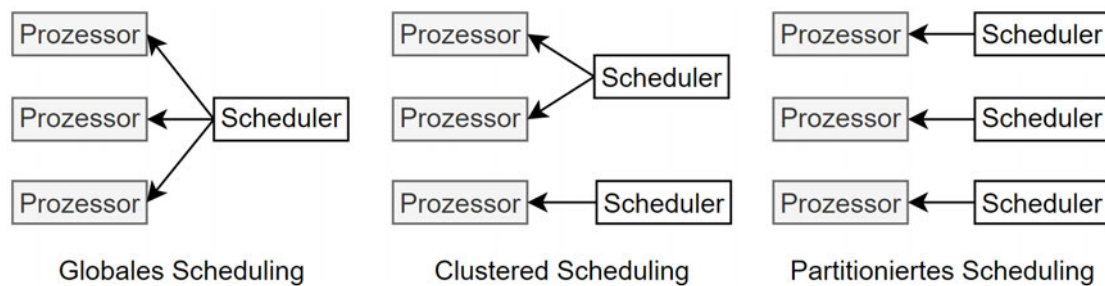 Prozessor
Prozessor
Prozessor
Scheduler
Globales Scheduling
Prozessor
Prozessor
Scheduler
Prozessor
Scheduler
Clustered Scheduling
Prozessor
Scheduler
Prozessor
Scheduler
Prozessor
Scheduler
Partitioniertes Scheduling